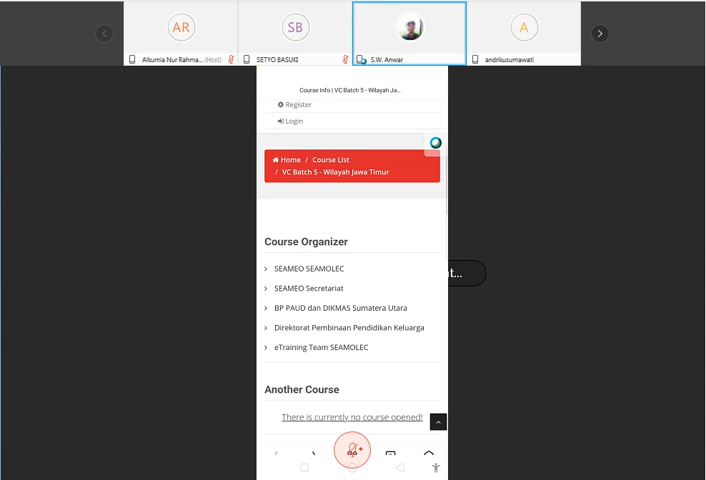 AR
SB
A
Alkurnia Nur Rahma... (Host)
SETYO BASUKI
S.W. Anwar
andrikusumawati
Course Info | VC Batch 5 - Wilayah Ja...
Register
Login
Home / Course List
/ VC Batch 5 - Wilayah Jawa Timur
Course Organizer
SEAMEO SEAMOLEC
SEAMEO Secretariat
BP PAUD dan DIKMAS Sumatera Utara
Direktorat Pembinaan Pendidikan Keluarga
eTraining Team SEAMOLEC
Another Course
There is currently no course opened!